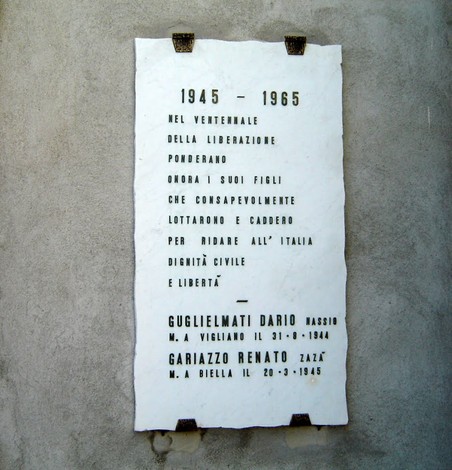 1945 - 1965
NEL VENTENNALE
DELLA LIBERAZIONE
PONDERANO
ONORA I SUOI FIGLI
CHE CONSAPEVOLMENTE
LOTTARONO E CADDERO
PER RIDARE ALL'ITALIA
DIGNITÀ CIVILE
E LIBERTÀ
GUGLIELMATI DARIO MASSIO
M. A VIGLIANO IL 31·8·1944
GARIAZZO RENATO ZAZÀ
M. A BIELLA IL 20·3·1945